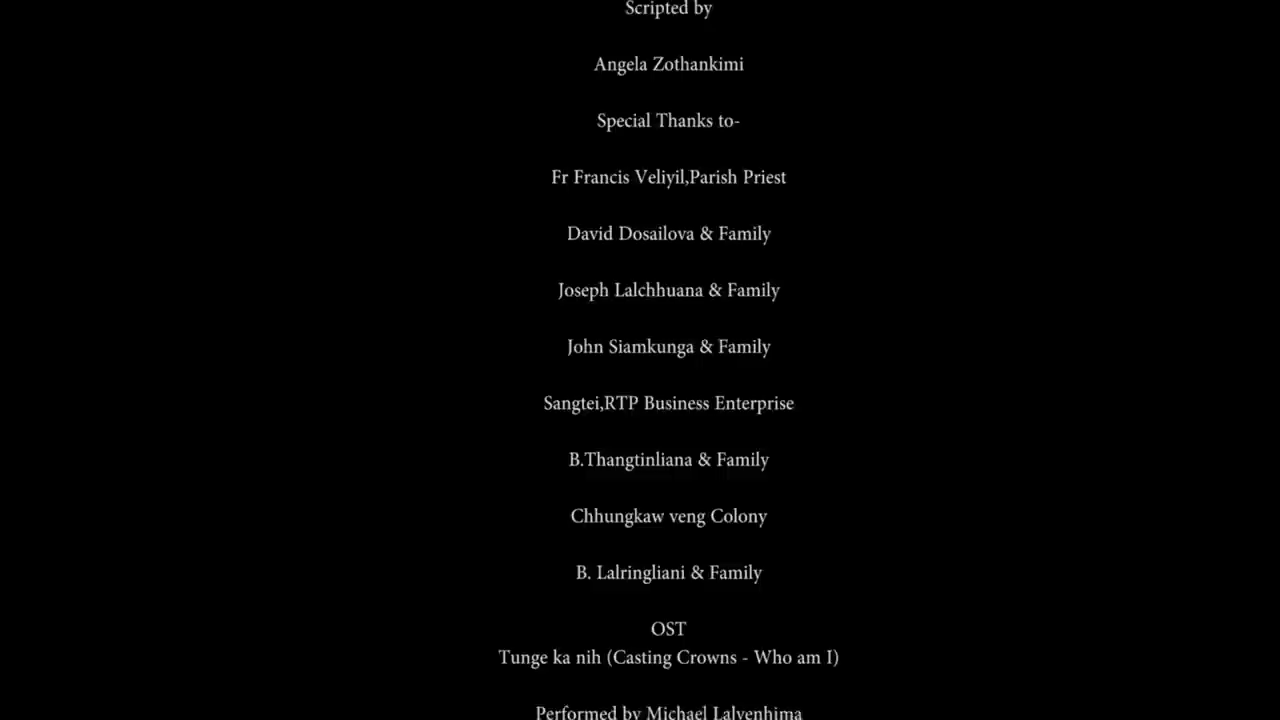 Scripted by
Angela Zothankimi
Special Thanks to-
Fr Francis Veliyil,Parish Priest
David Dosailova & Family
Joseph Lalchhuana & Family
John Siamkunga & Family
Sangtei,RTP Business Enterprise
B.Thangtinliana & Family
Chhungkaw veng Colony
B. Lalringliani & Family
OST
Tunge ka nih (Casting Crowns - Who am I)
Performed by Michael Lalvenhima